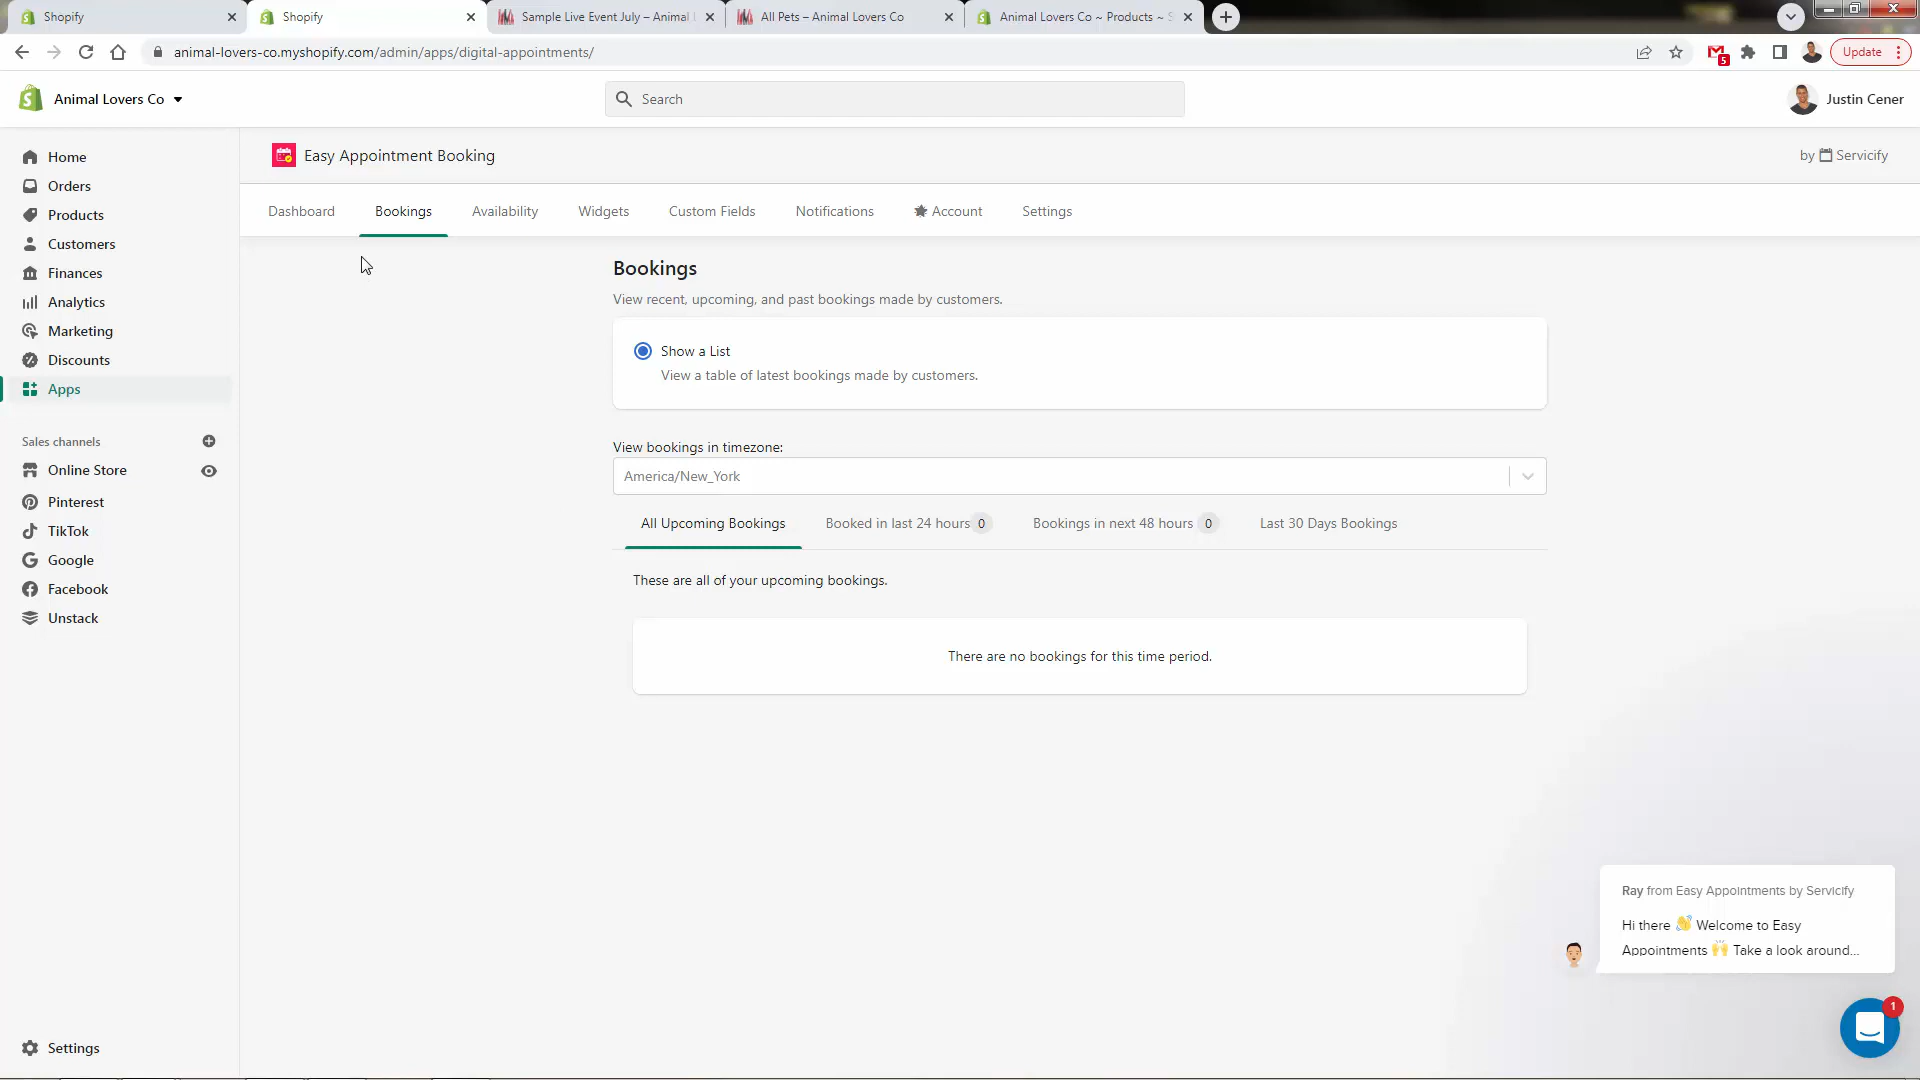 Shopify
Shopify
Sample Live Event July – Animal
All Pets – Animal Lovers Co
Animal Lovers Co ~ Products ~ S
animal-lovers-co.myshopify.com/admin/apps/digital-appointments/
5
Update
Animal Lovers Co
Search
Justin Cener
Home
Orders
Products
Customers
Finances
Analytics
Marketing
Discounts
Apps
Sales channels
Online Store
Pinterest
TikTok
Google
Facebook
Unstack
Settings
Easy Appointment Booking
by Servicify
Dashboard Bookings Availability Widgets Custom Fields Notifications Account Settings
Bookings
View recent, upcoming, and past bookings made by customers.
Show a List
View a table of latest bookings made by customers.
View bookings in timezone:
America/New_York
All Upcoming Bookings Booked in last 24 hours 0 Bookings in next 48 hours 0 Last 30 Days Bookings
These are all of your upcoming bookings.
There are no bookings for this time period.
Ray from Easy Appointments by Servicify
Hi there 👋 Welcome to Easy
Appointments 🙌 Take a look around...
1